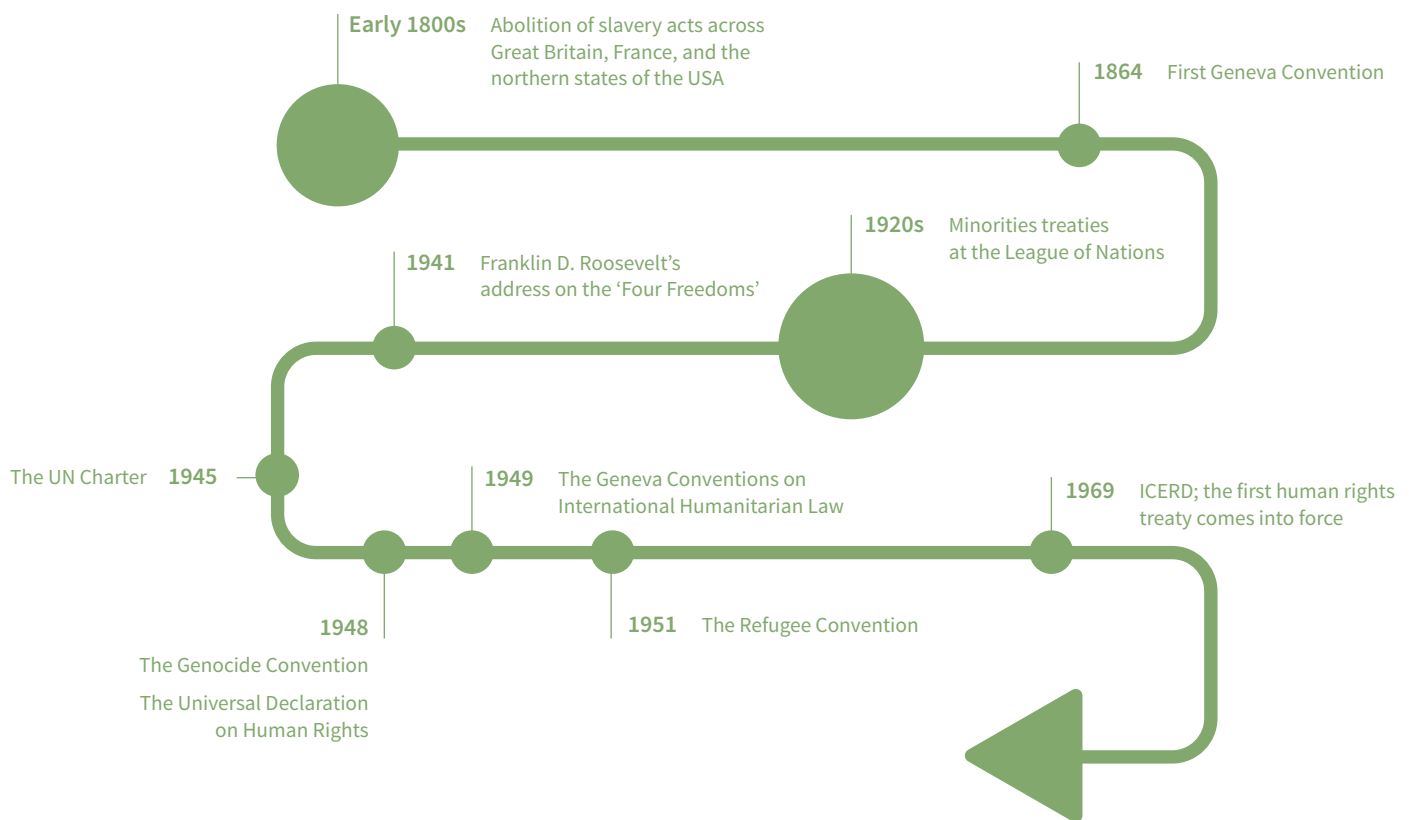 Early 1800s Abolition of slavery acts across
Great Britain, France, and the
northern states of the USA
1864 First Geneva Convention
1920s Minorities treaties
at the League of Nations
1941 Franklin D. Roosevelt’s
address on the ‘Four Freedoms’
The UN Charter 1945
1948
The Genocide Convention
The Universal Declaration
on Human Rights
1949 The Geneva Conventions on
International Humanitarian Law
1951 The Refugee Convention
1969 ICERD; the first human rights
treaty comes into force